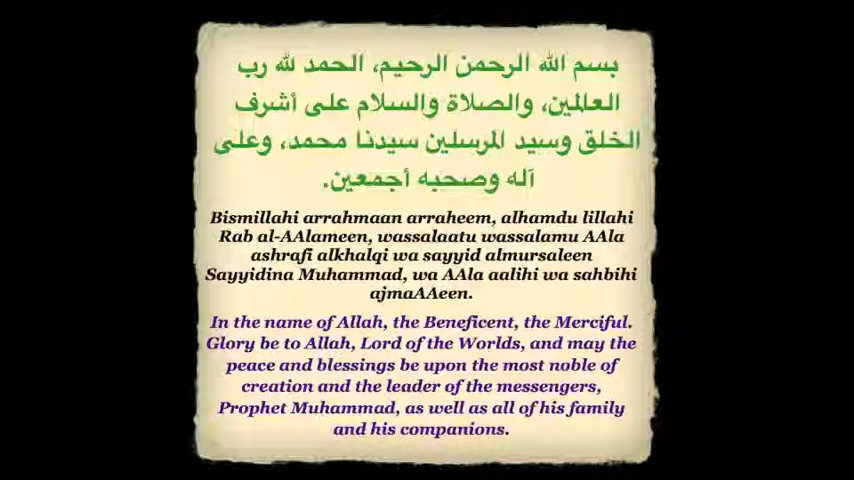 بسم الله الرحمن الرحيم، الحمد لله رب
العالمين، والصلاة والسلام على أشرف
الخلق وسيد المرسلين سيدنا محمد، وعلى
آله وصحبه أجمعين.
Bismillahi arrahmaan arraheem, alhamdu lillahi
Rab al-AAlameen, wassalaatu wassalamu AAla
ashrafi alkhalqi wa sayyid almursaleen
Sayyidina Muhammad, wa AAla aalihi wa sahbihi
ajmaAAeen.
In the name of Allah, the Beneficent, the Merciful.
Glory be to Allah, Lord of the Worlds, and may the
peace and blessings be upon the most noble of
creation and the leader of the messengers,
Prophet Muhammad, as well as all of his family
and his companions.